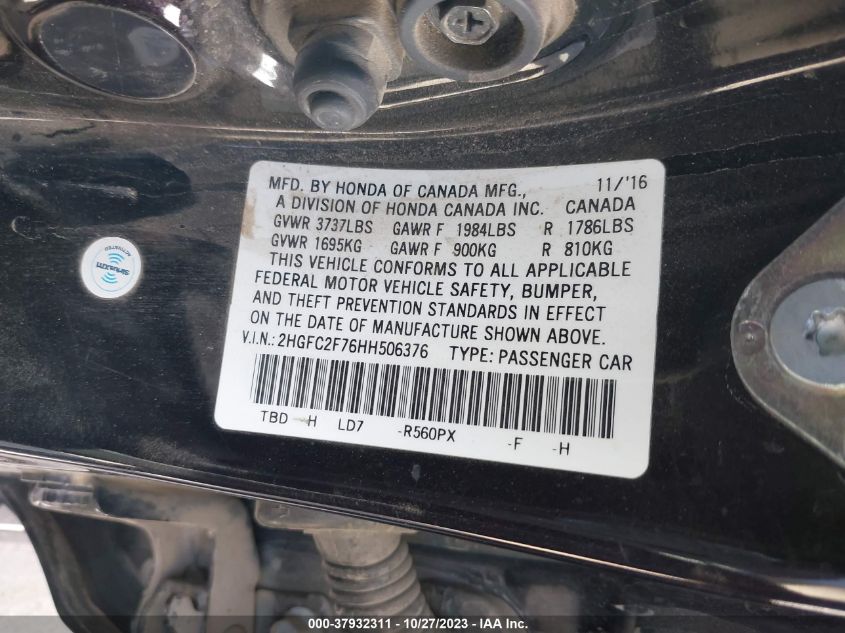 MFD. BY HONDA OF CANADA MFG., 11/'16
A DIVISION OF HONDA CANADA INC. CANADA
GVWR 3737LBS GAWR F 1984LBS R 1786LBS
GVWR 1695KG GAWR F 900KG R 810KG
THIS VEHICLE CONFORMS TO ALL APPLICABLE
FEDERAL MOTOR VEHICLE SAFETY, BUMPER,
AND THEFT PREVENTION STANDARDS IN EFFECT
ON THE DATE OF MANUFACTURE SHOWN ABOVE.
V.I.N.: 2HGFC2F76HH506376 TYPE: PASSENGER CAR
TBD -H LD7 -R560PX -F -H
ACTIVATED
siriusxm
000-37932311 - 10/27/2023 - IAA Inc.